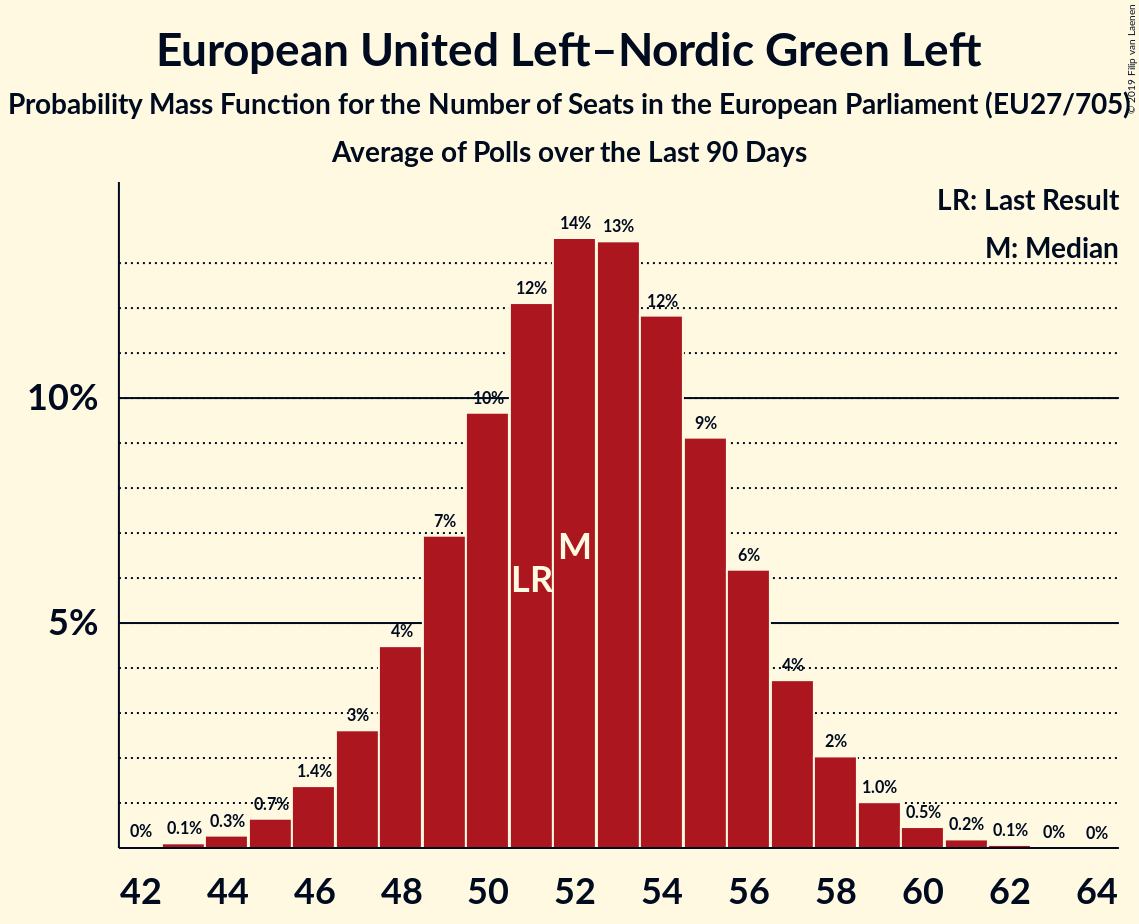 European United Left–Nordic Green Left
Probability Mass Function for the Number of Seats in the European Parliament (EU27/705)
Average of Polls over the Last 90 Days
© 2019 Filip van Laenen
LR: Last Result
M: Median
14%
13%
12%
12%
10%
10%
9%
7%
M
6%
LR
5%
4%
4%
3%
2%
1.4%
1.0%
0.7%
0.5%
0.3%
0.2%
0.1%
0.1%
0%
0%
0%
42 44 46 48 50 52 54 56 58 60 62 64